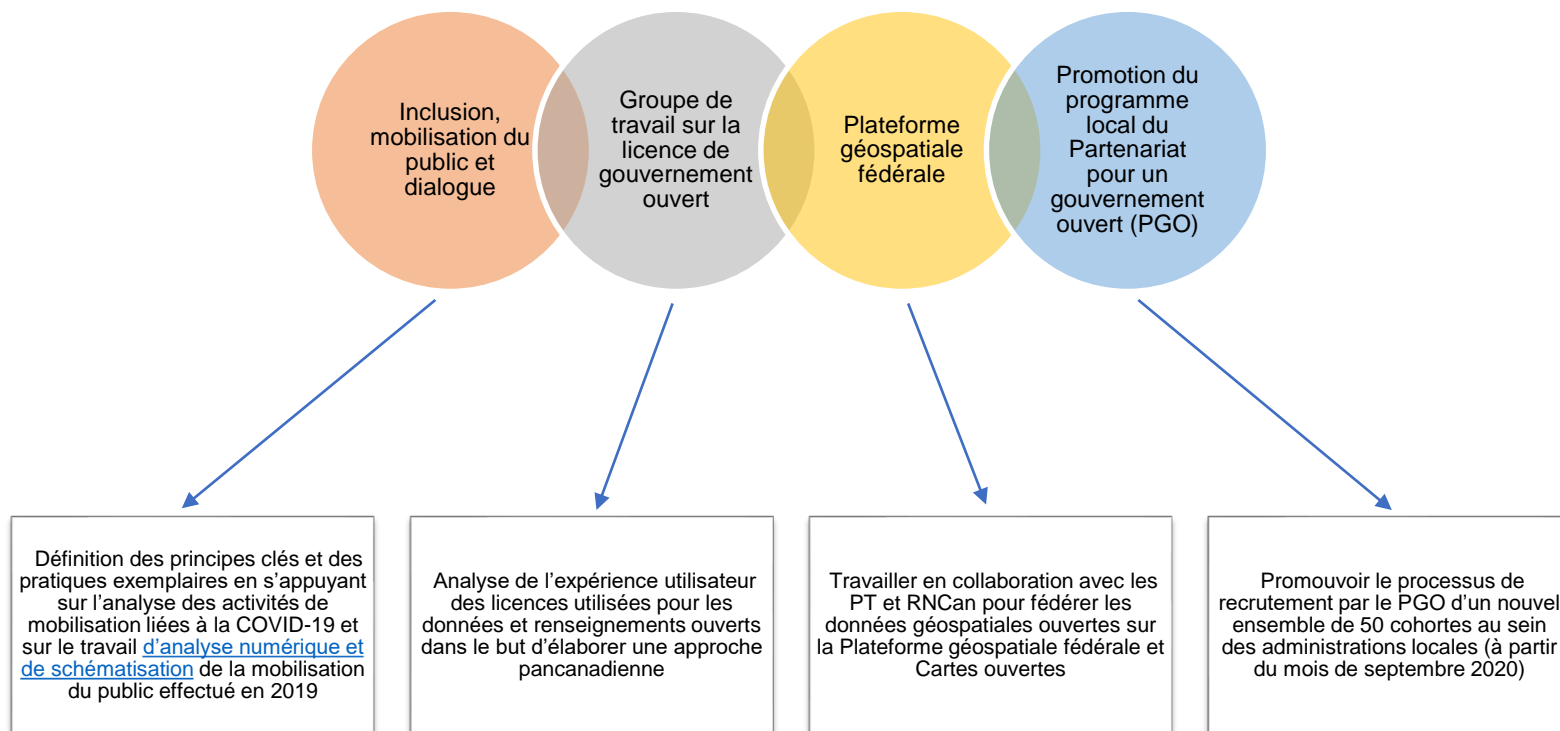 Inclusion,
mobilisation du
public et
dialogue
Groupe de
travail sur la
licence de
gouvernement
ouvert
Plateforme
géospatiale
fédérale
Promotion du
programme
local du
Partenariat
pour un
gouvernement
ouvert (PGO)
Définition des principes clés et des
pratiques exemplaires en s’appuyant
sur l’analyse des activités de
mobilisation liées à la COVID-19 et
sur le travail d’analyse numérique et
de schématisation de la mobilisation
du public effectué en 2019
Analyse de l’expérience utilisateur
des licences utilisées pour les
données et renseignements ouverts
dans le but d’élaborer une approche
pancanadienne
Travailler en collaboration avec les
PT et RNCan pour fédérer les
données géospatiales ouvertes sur
la Plateforme géospatiale fédérale et
Cartes ouvertes
Promouvoir le processus de
recrutement par le PGO d’un nouvel
ensemble de 50 cohortes au sein
des administrations locales (à partir
du mois de septembre 2020)